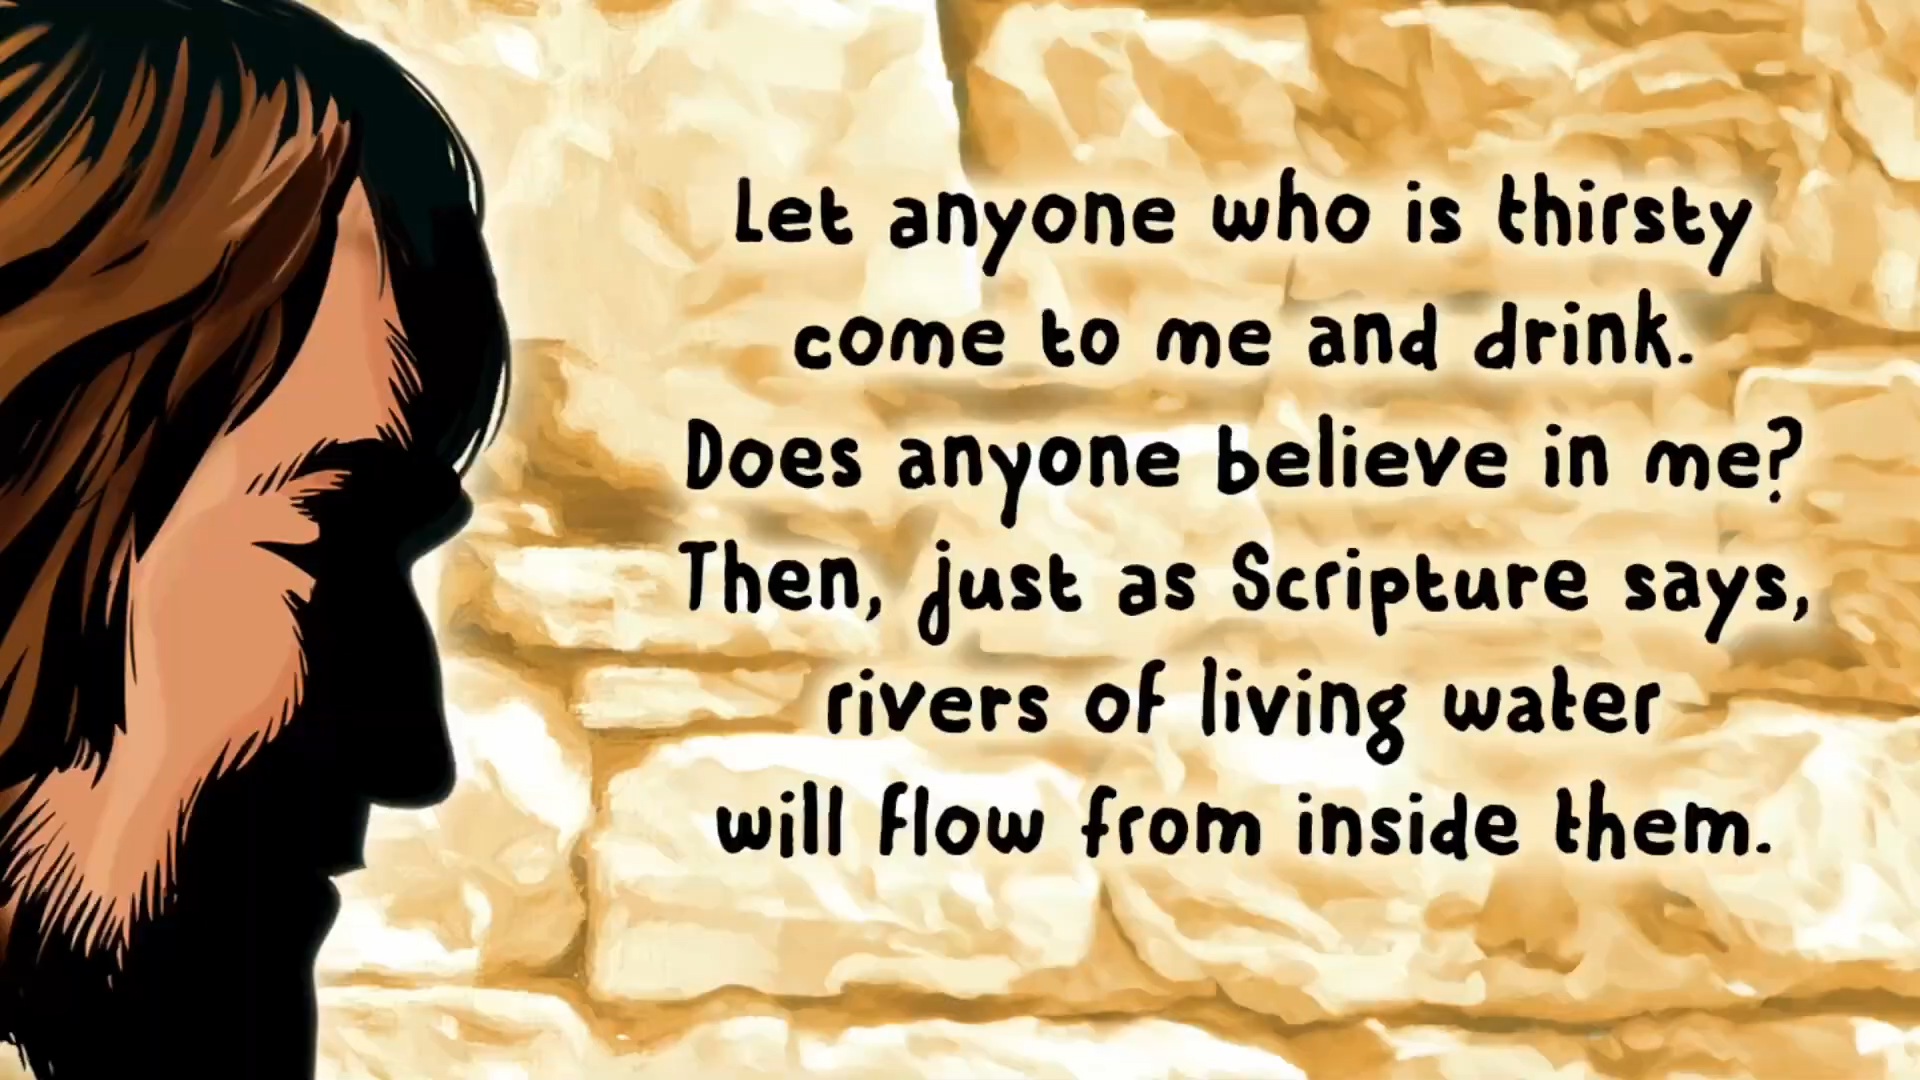 Let anyone who is thirsty
come to me and drink.
Does anyone believe in me?
Then, just as Scripture says,
rivers of living water
will flow from inside them.